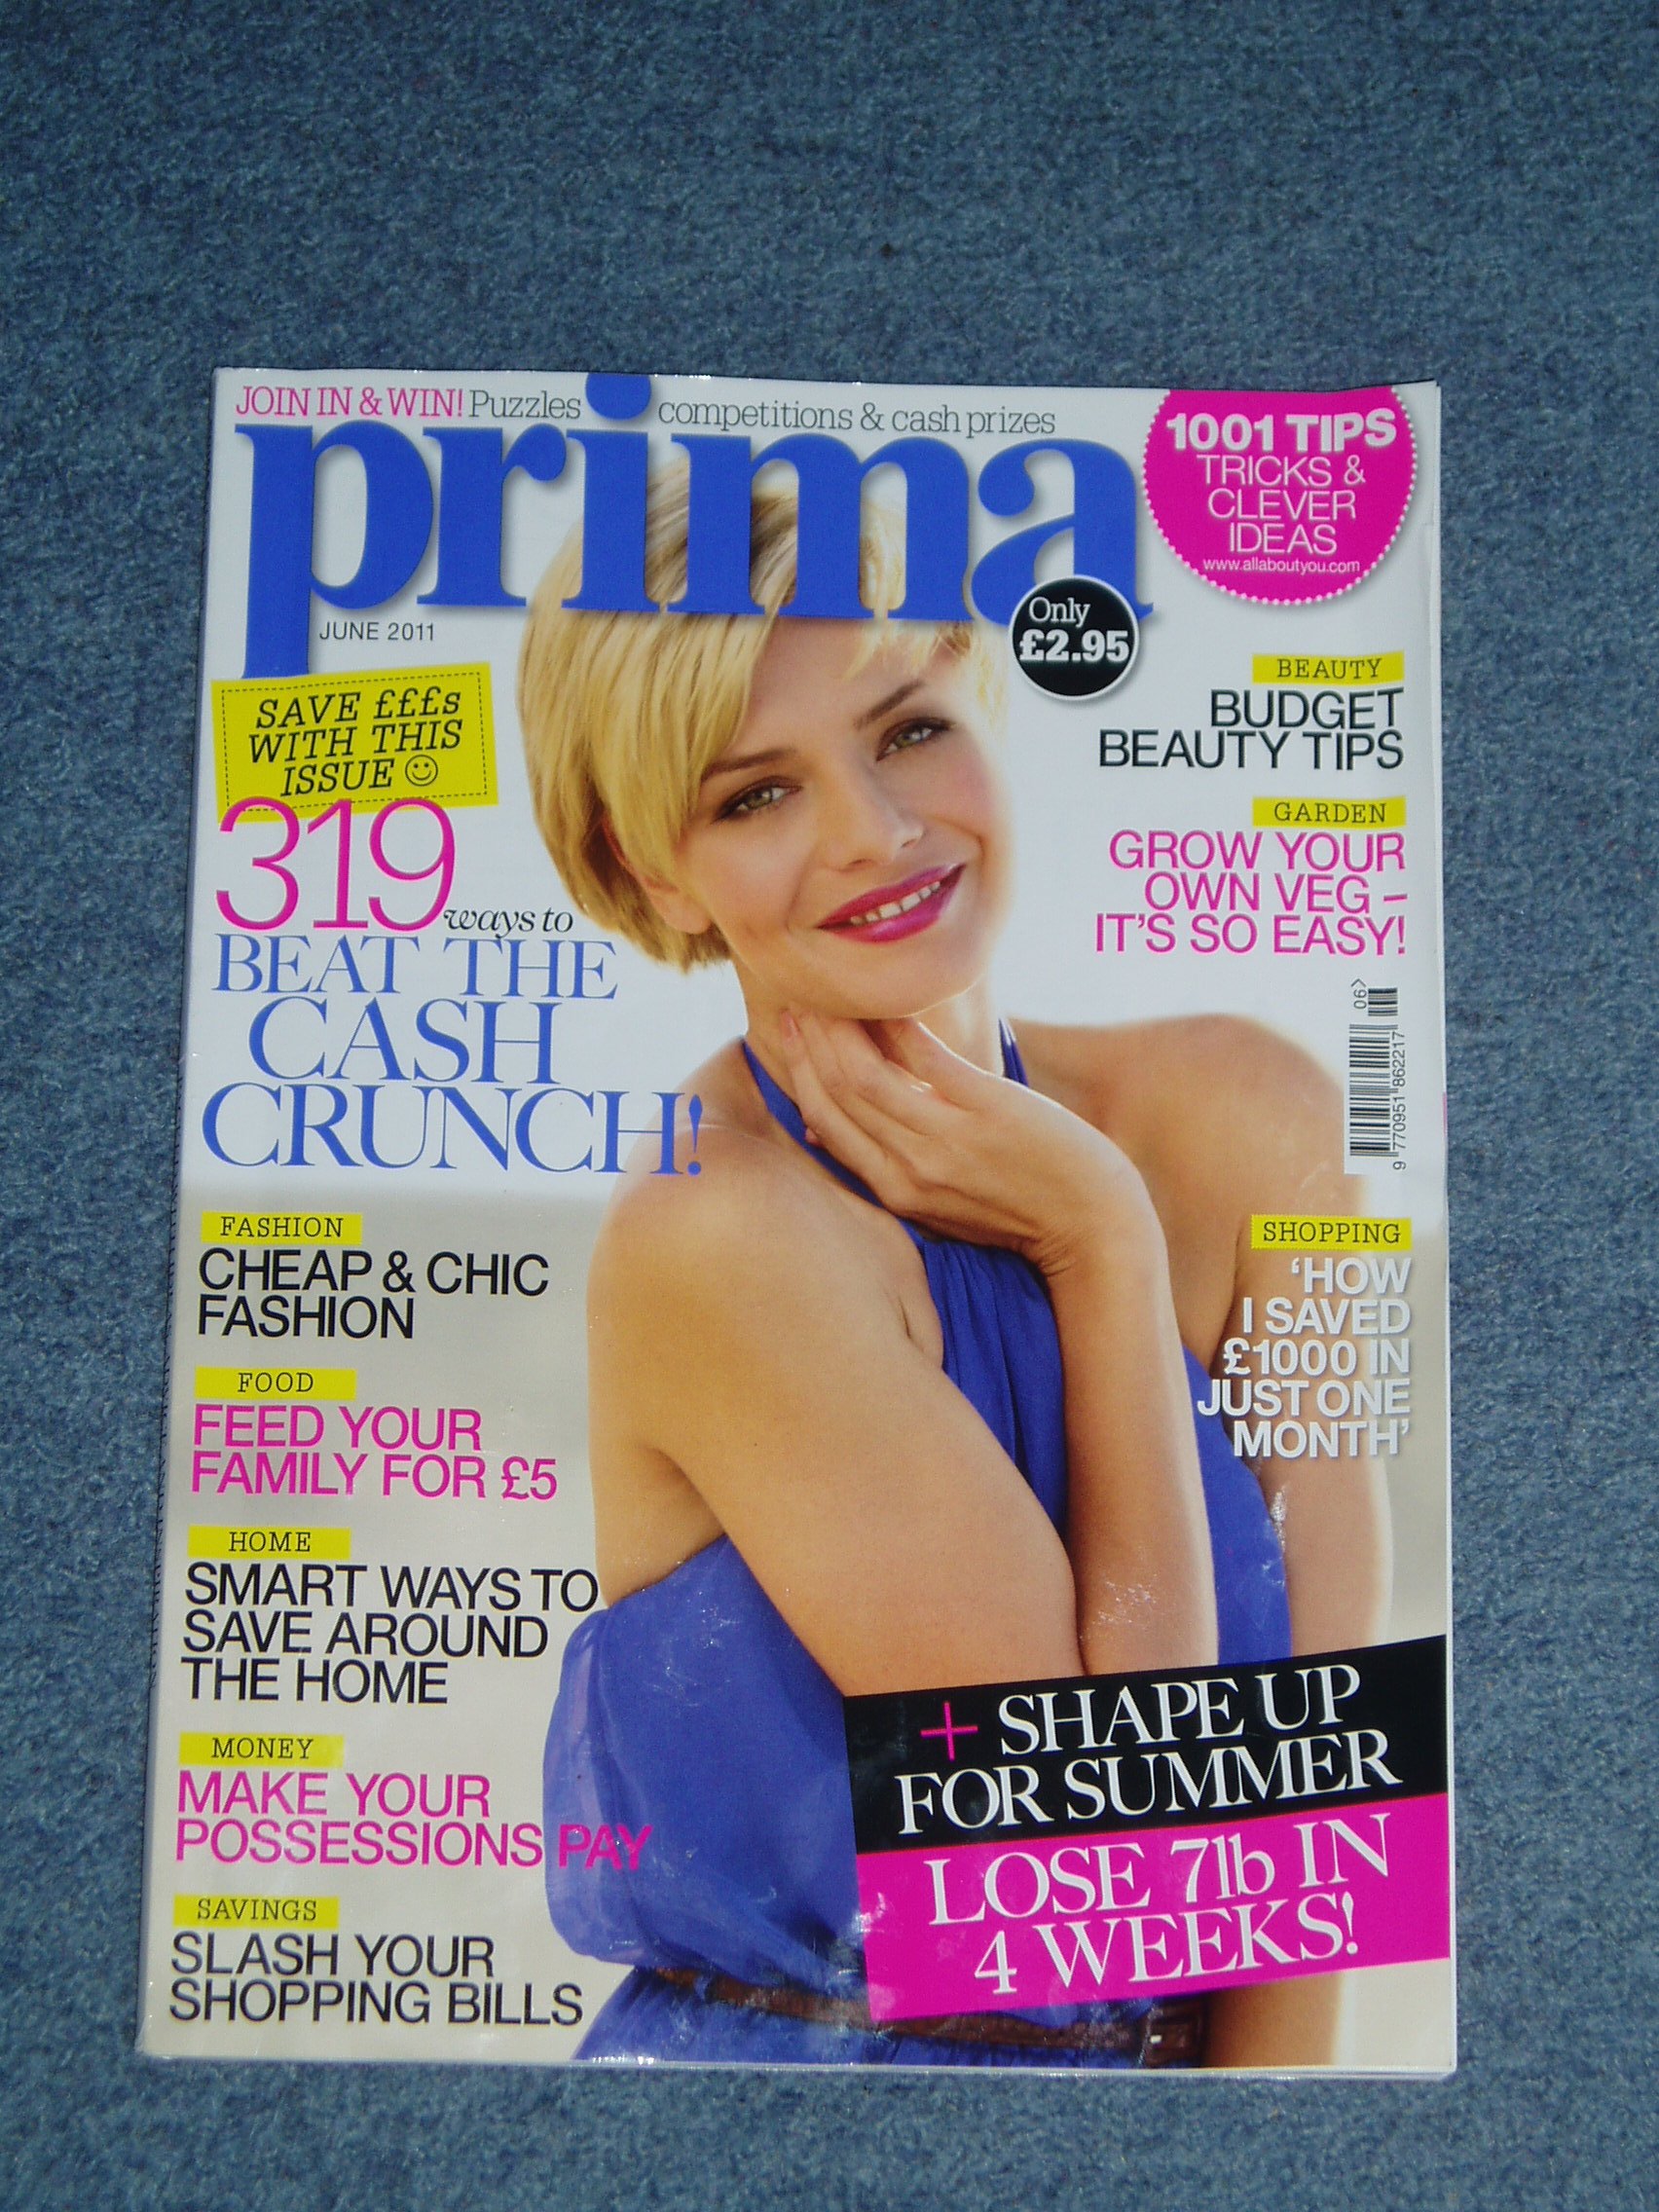 JOIN IN & WIN! Puzzles competitions & cash prizes
prima
JUNE 2011
1001 TIPS
TRICKS &
CLEVER
IDEAS
www.allaboutyou.com
Only
£2.95
SAVE £££s
WITH THIS
ISSUE
319 ways to
BEAT THE
CASH
CRUNCH!
FASHION
CHEAP & CHIC
FASHION
FOOD
FEED YOUR
FAMILY FOR £5
HOME
SMART WAYS TO
SAVE AROUND
THE HOME
MONEY
MAKE YOUR
POSSESSIONS PAY
SAVINGS
SLASH YOUR
SHOPPING BILLS
BEAUTY
BUDGET
BEAUTY TIPS
GARDEN
GROW YOUR
OWN VEG –
IT'S SO EASY!
06>
9 770951 862217
SHOPPING
‘HOW
I SAVED
£1000 IN
JUST ONE
MONTH’
+ SHAPE UP
FOR SUMMER
LOSE 7lb IN
4 WEEKS!